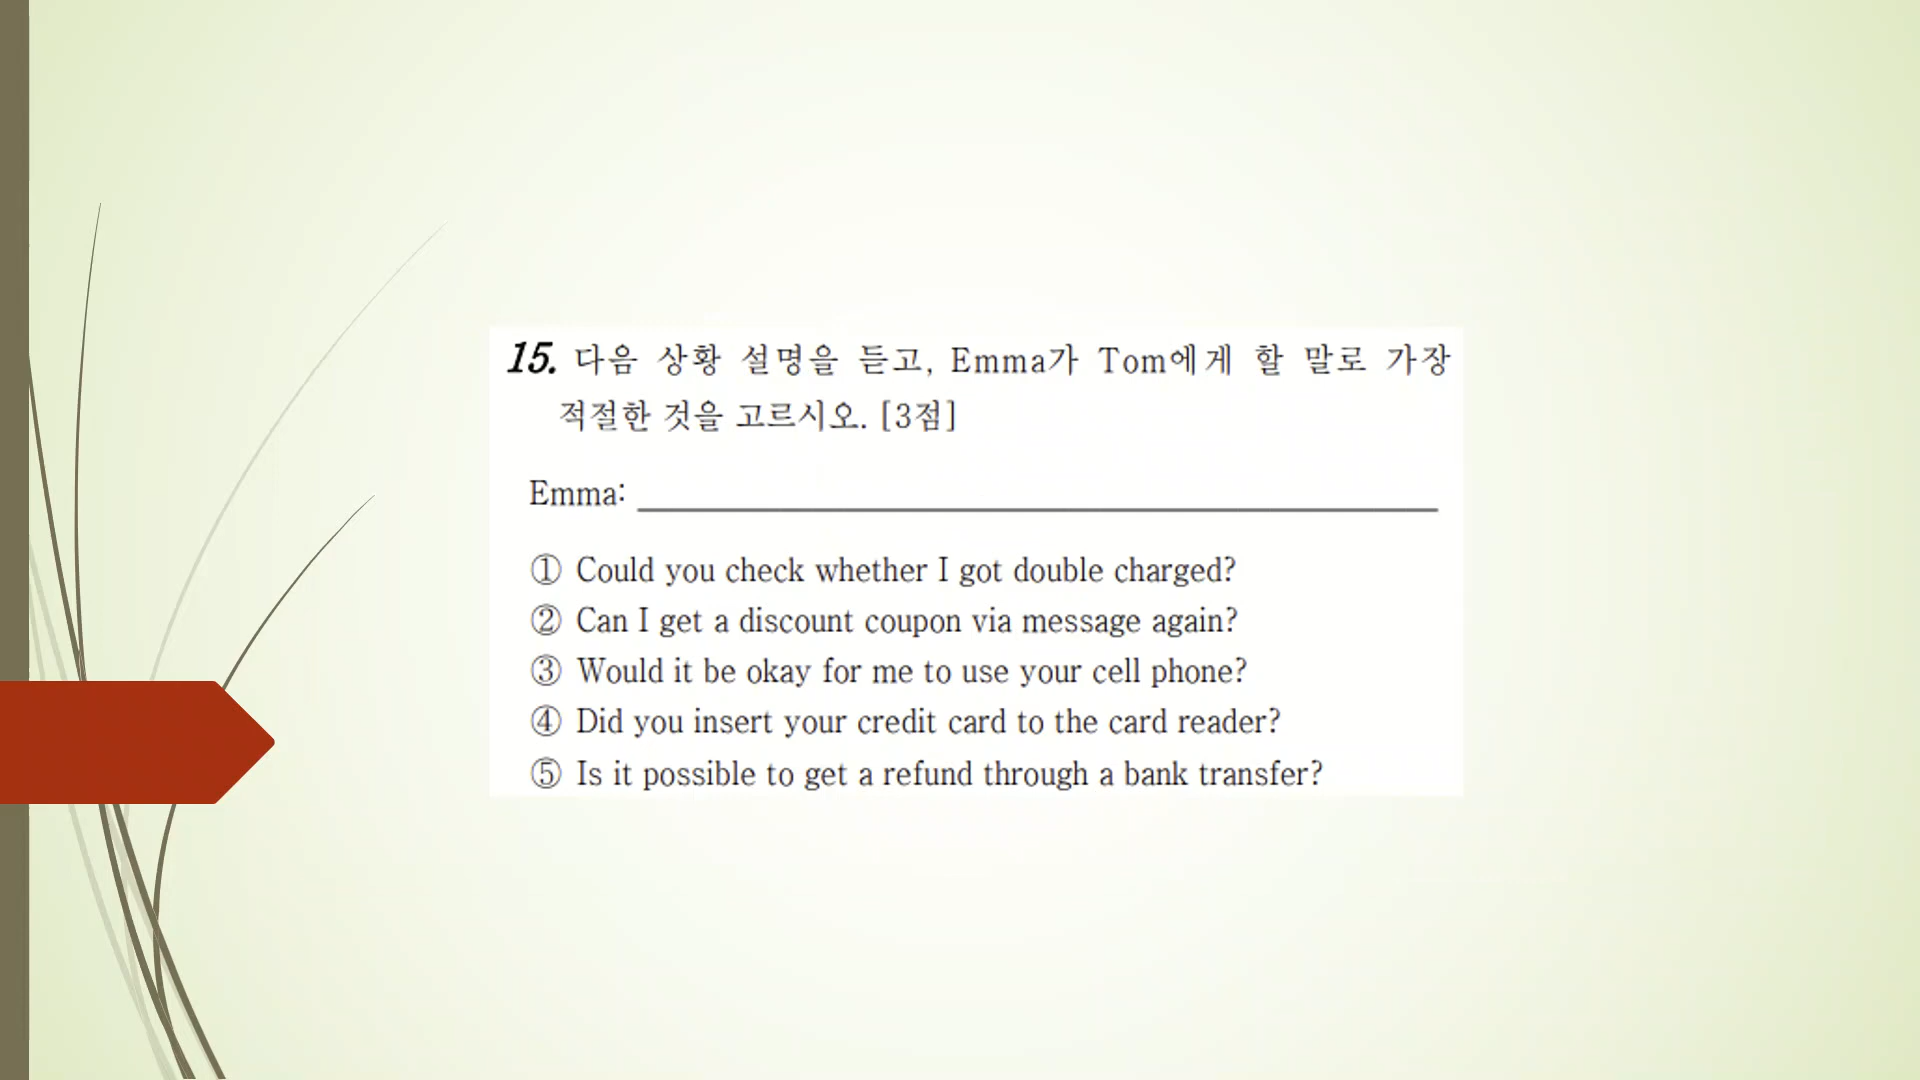 15. 다음 상황 설명을 듣고, Emma가 Tom에게 할 말로 가장
적절한 것을 고르시오. [3점]
Emma:
① Could you check whether I got double charged?
② Can I get a discount coupon via message again?
③ Would it be okay for me to use your cell phone?
④ Did you insert your credit card to the card reader?
⑤ Is it possible to get a refund through a bank transfer?